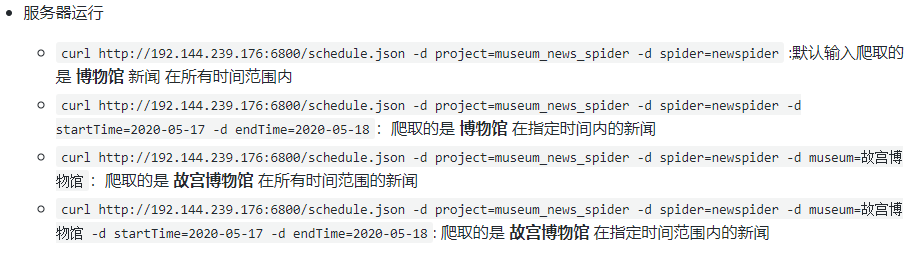 服务器运行
curl http://192.144.239.176:6800/schedule.json -d project=museum_news_spider -d spider=newspider :默认输入爬取的
是 博物馆 新闻 在所有时间范围内
curl http://192.144.239.176:6800/schedule.json -d project=museum_news_spider -d spider=newspider -d
startTime=2020-05-17 -d endTime=2020-05-18 : 爬取的是 博物馆 在指定时间内的新闻
curl http://192.144.239.176:6800/schedule.json -d project=museum_news_spider -d spider=newspider -d museum=故宫博
物馆 : 爬取的是 故宫博物馆 在所有时间范围的新闻
curl http://192.144.239.176:6800/schedule.json -d project=museum_news_spider -d spider=newspider -d museum=故宫博
物馆 -d startTime=2020-05-17 -d endTime=2020-05-18 : 爬取的是 故宫博物馆 在指定时间范围内的新闻